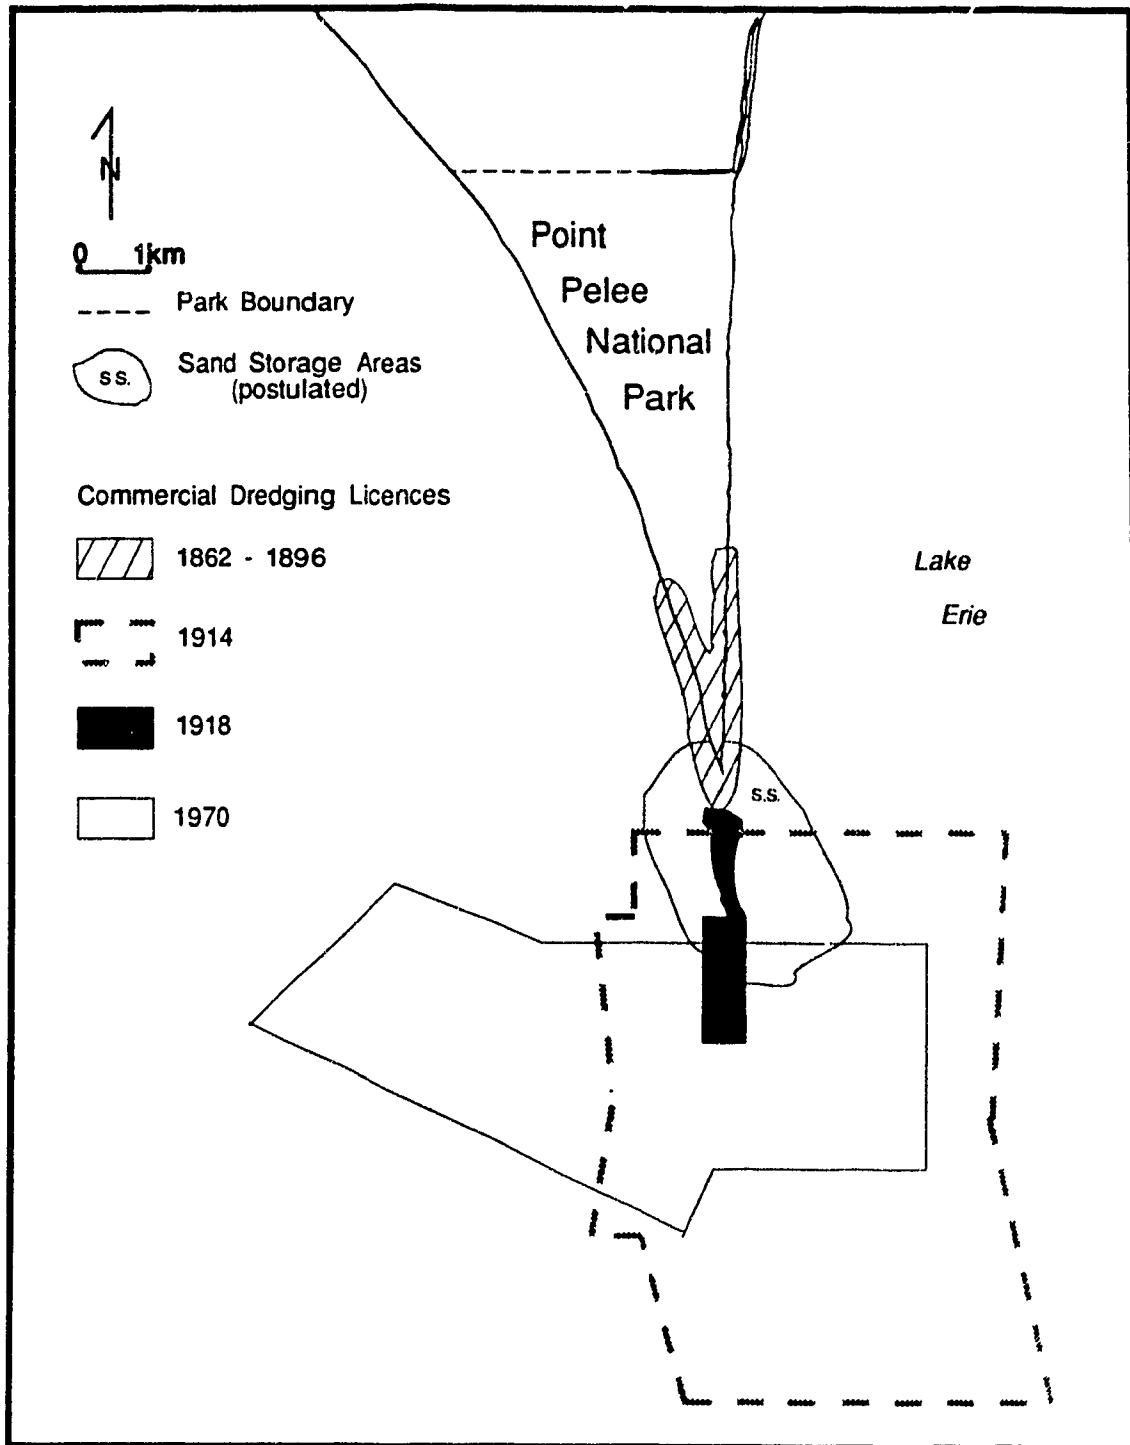 N
0 1km
Park Boundary
s s.
Sand Storage Areas
(postulated)
Commercial Dredging Licences
1862 - 1896
1914
1918
1970
Point
Pelee
National
Park
Lake
Erie
s.s.